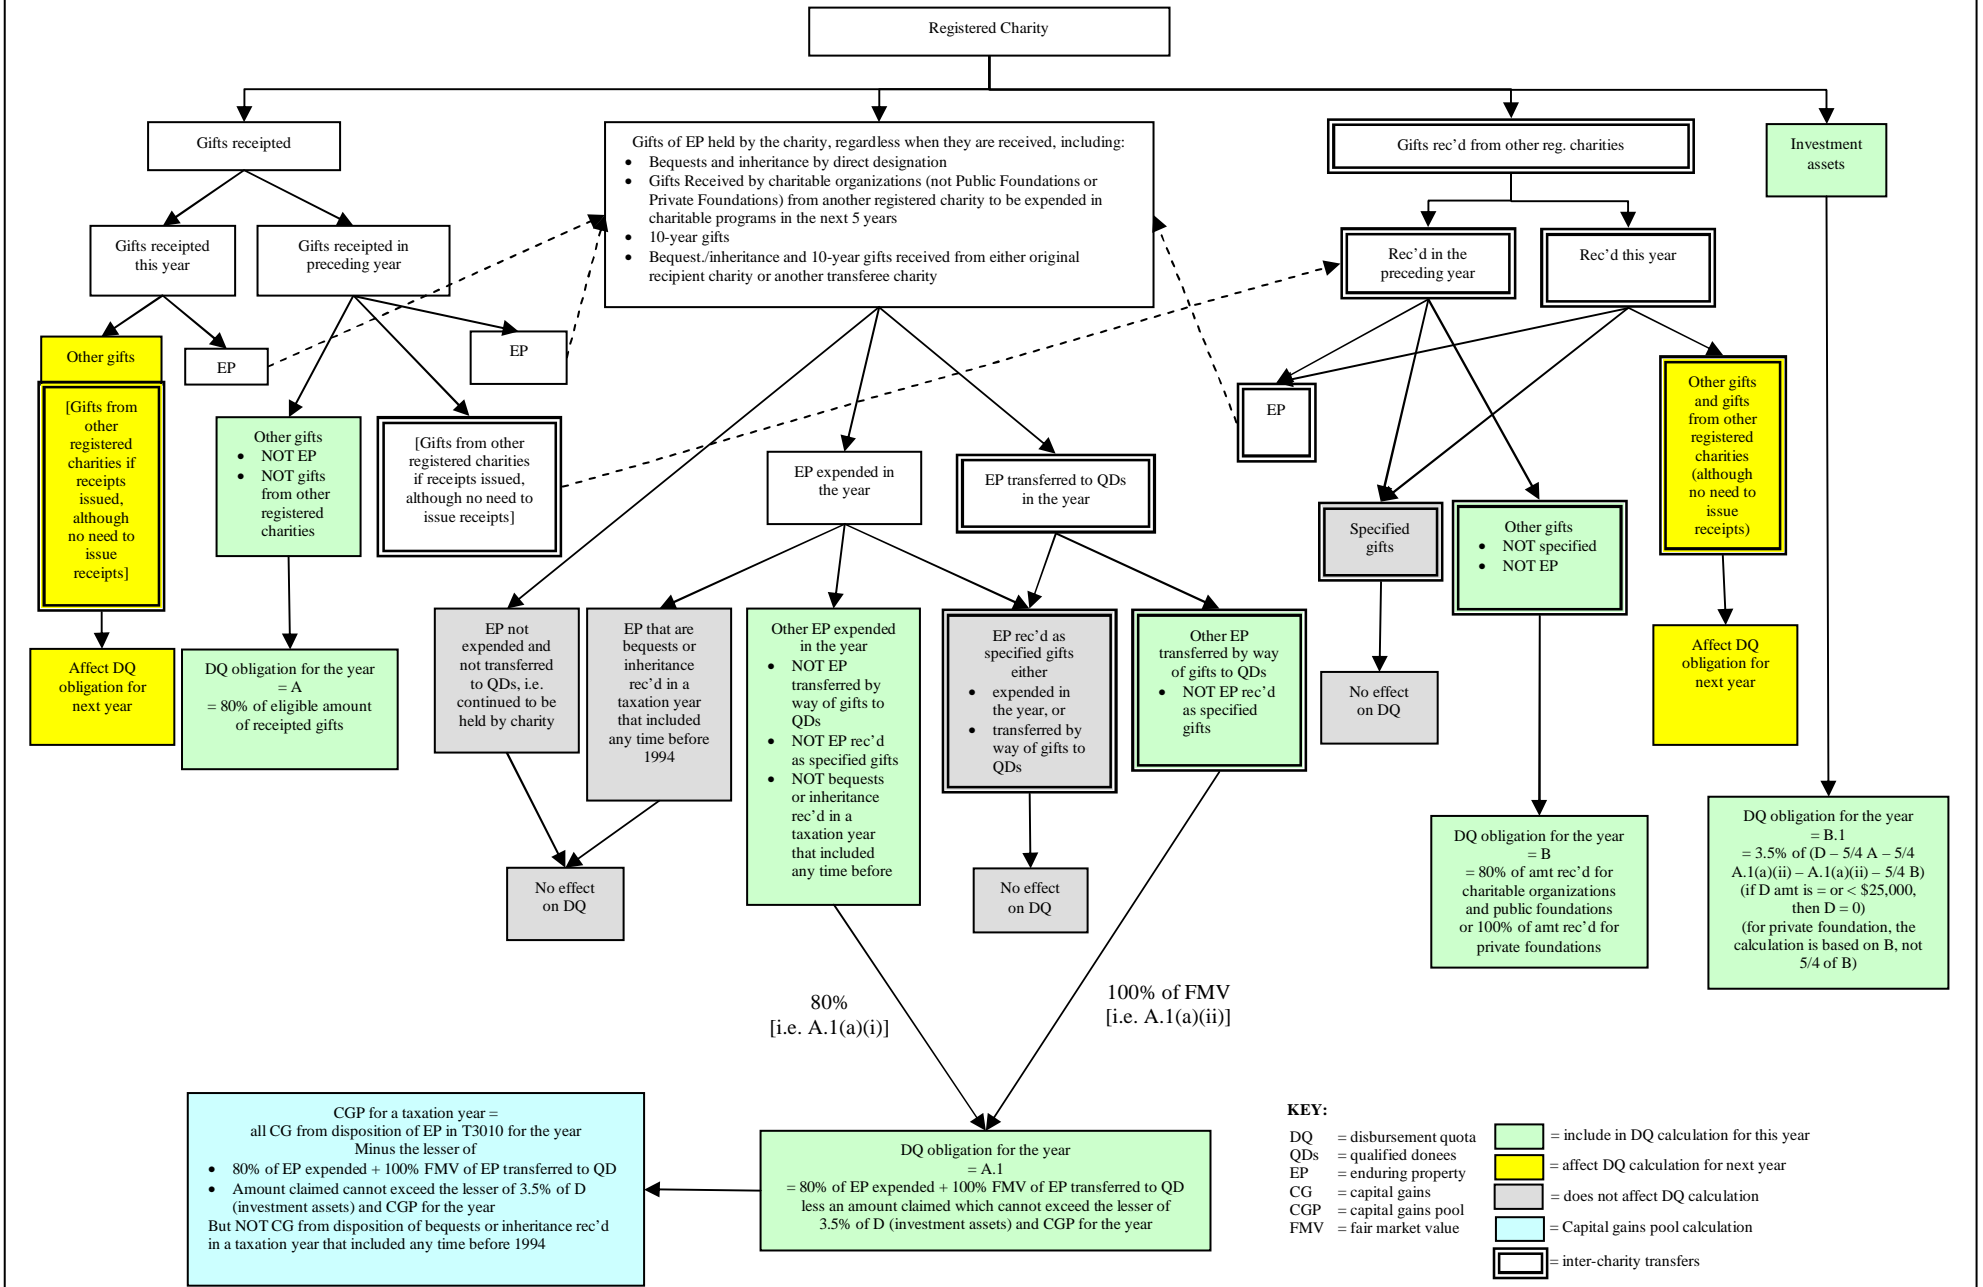 Registered Charity
Gifts receipted
Gifts of EP held by the charity, regardless when they are received, including:
• Bequests and inheritance by direct designation
• Gifts Received by charitable organizations (not Public Foundations or
Private Foundations) from another registered charity to be expended in
charitable programs in the next 5 years
• 10-year gifts
• Bequest./inheritance and 10-year gifts received from either original
recipient charity or another transferee charity
Gifts rec’d from other reg. charities
Investment
assets
Gifts receipted
this year
Gifts receipted in
preceding year
Rec’d in the
preceding year
Rec’d this year
Other gifts
[Gifts from
other
registered
charities if
receipts
issued,
although
no need to
issue
receipts]
EP
EP
Other gifts
• NOT EP
• NOT gifts
from other
registered
charities
[Gifts from other
registered charities
if receipts issued,
although no need to
issue receipts]
EP expended in
the year
EP transferred to QDs
in the year
EP
Specified
gifts
Other gifts
• NOT specified
• NOT EP
Other gifts
and gifts
from other
registered
charities
(although
no need to
issue
receipts)
Affect DQ
obligation for
next year
DQ obligation for the year
= A
= 80% of eligible amount
of receipted gifts
EP not
expended and
not transferred
to QDs, i.e.
continued to be
held by charity
EP that are
bequests or
inheritance
rec’d in a
taxation year
that included
any time before
1994
Other EP expended
in the year
• NOT EP
transferred by
way of gifts to
QDs
• NOT EP rec’d
as specified gifts
• NOT bequests
or inheritance
rec’d in a
taxation year
that included
any time before
EP rec’d as
specified gifts
either
• expended in
the year, or
• transferred by
way of gifts to
QDs
Other EP
transferred by way
of gifts to QDs
• NOT EP rec’d
as specified
gifts
No effect
on DQ
Affect DQ
obligation for
next year
No effect
on DQ
No effect
on DQ
DQ obligation for the year
= B
= 80% of amt rec’d for
charitable organizations
and public foundations
or 100% of amt rec’d for
private foundations
DQ obligation for the year
= B.1
= 3.5% of (D – 5/4 A – 5/4
A.1(a)(ii) – A.1(a)(ii) – 5/4 B)
(if D amt is = or < $25,000,
then D = 0)
(for private foundation, the
calculation is based on B, not
5/4 of B)
80%
[i.e. A.1(a)(i)]
100% of FMV
[i.e. A.1(a)(ii)]
CGP for a taxation year =
all CG from disposition of EP in T3010 for the year
Minus the lesser of
• 80% of EP expended + 100% FMV of EP transferred to QD
• Amount claimed cannot exceed the lesser of 3.5% of D
(investment assets) and CGP for the year
But NOT CG from disposition of bequests or inheritance rec’d
in a taxation year that included any time before 1994
DQ obligation for the year
= A.1
= 80% of EP expended + 100% FMV of EP transferred to QD
less an amount claimed which cannot exceed the lesser of
3.5% of D (investment assets) and CGP for the year
KEY:
DQ = disbursement quota
QDs = qualified donees
EP = enduring property
CG = capital gains
CGP = capital gains pool
FMV = fair market value
= include in DQ calculation for this year
= affect DQ calculation for next year
= does not affect DQ calculation
= Capital gains pool calculation
= inter-charity transfers